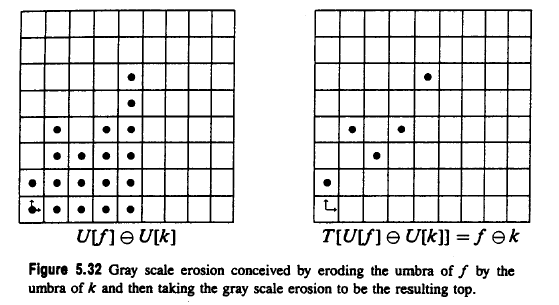 U[f] ⊖ U[k]
T[U[f] ⊖ U[k]] = f ⊖ k
Figure 5.32 Gray scale erosion conceived by eroding the umbra of f by the
umbra of k and then taking the gray scale erosion to be the resulting top.